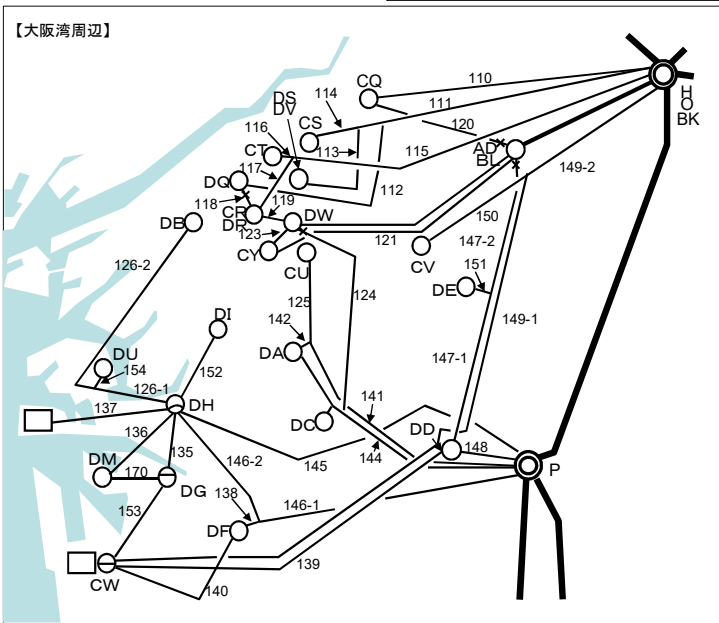 【大阪湾周辺】
CQ
110
H
O
BK
DS
DV
114
111
CS
120
116
CT
113
115
AD
BL
117
149-2
DQ
112
118
119
CR
DR
DW
150
DB
123
121
147-2
CY
CV
CU
151
126-2
DE
125
124
149-1
142
DI
DA
147-1
DU
152
154
126-1
141
137
DH
DC
136
DD
135
144
148
145
146-2
P
DM
170
DG
138
146-1
153
DF
139
CW
140